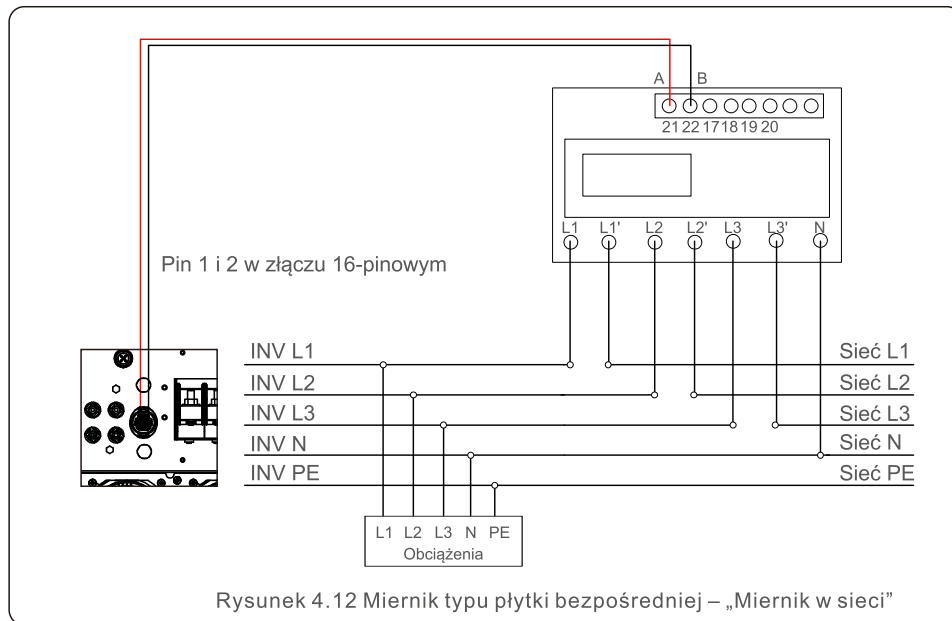 A B
21 22 17 18 19 20
L1 L1' L2 L2' L3 L3' N
Pin 1 i 2 w złączu 16-pinowym
INV L1 Sieć L1
INV L2 Sieć L2
INV L3 Sieć L3
INV N Sieć N
INV PE Sieć PE
L1 L2 L3 N PE
Obciążenia
Rysunek 4.12 Miernik typu płytki bezpośredniej – „Miernik w sieci”